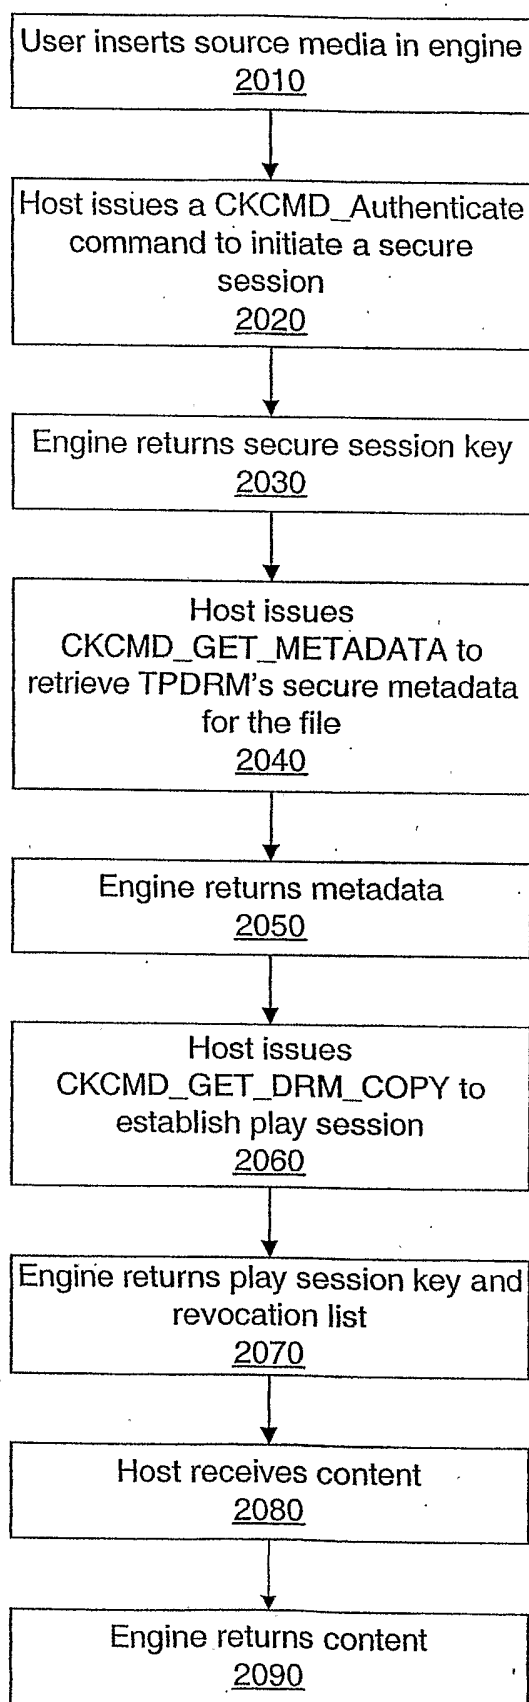 User inserts source media in engine
2010
Host issues a CKCMD_Authenticate
command to initiate a secure
session
2020
Engine returns secure session key
2030
Host issues
CKCMD_GET_METADATA to
retrieve TPDRM's secure metadata
for the file
2040
Engine returns metadata
2050
Host issues
CKCMD_GET_DRM_COPY to
establish play session
2060
Engine returns play session key and
revocation list
2070
Host receives content
2080
Engine returns content
2090